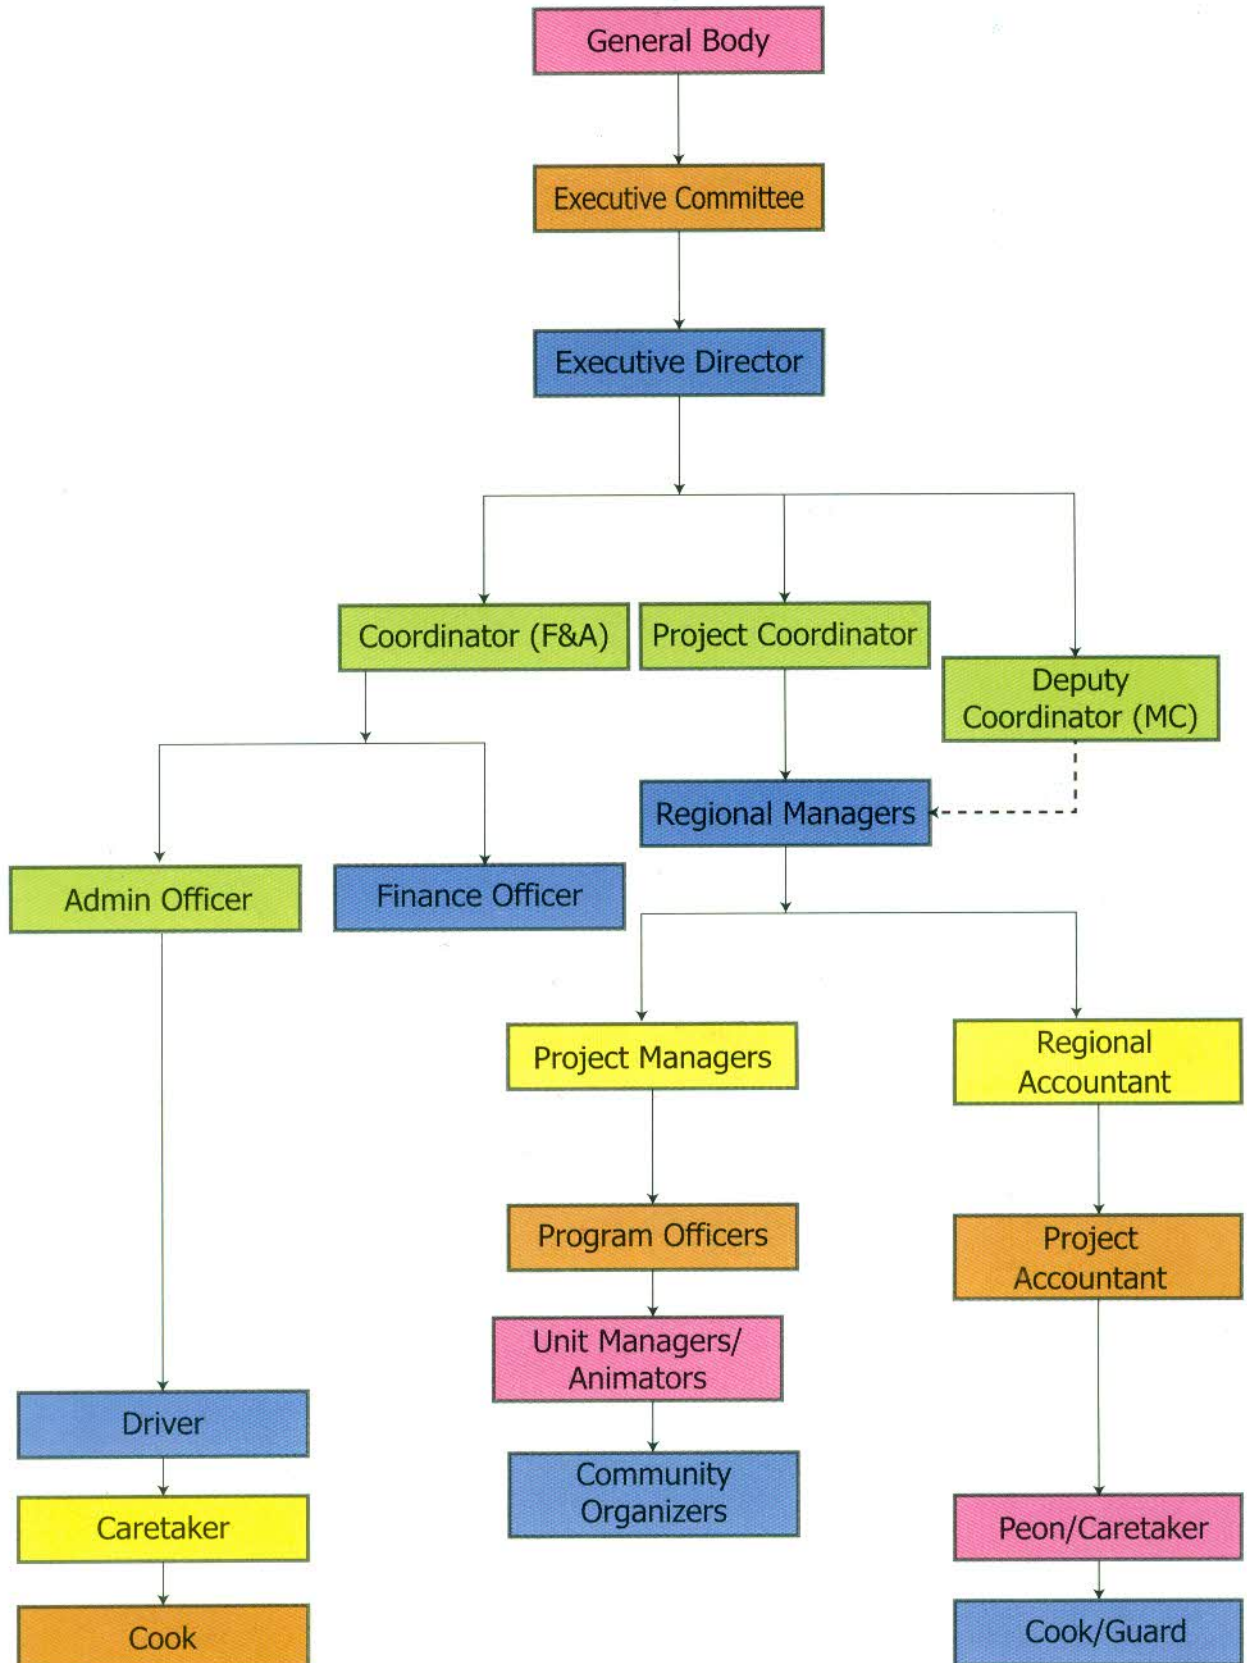 General Body
Executive Committee
Executive Director
Coordinator (F&A)
Project Coordinator
Deputy
Coordinator (MC)
Regional Managers
Admin Officer
Finance Officer
Project Managers
Regional
Accountant
Program Officers
Project
Accountant
Unit Managers/
Animators
Driver
Community
Organizers
Caretaker
Peon/Caretaker
Cook
Cook/Guard